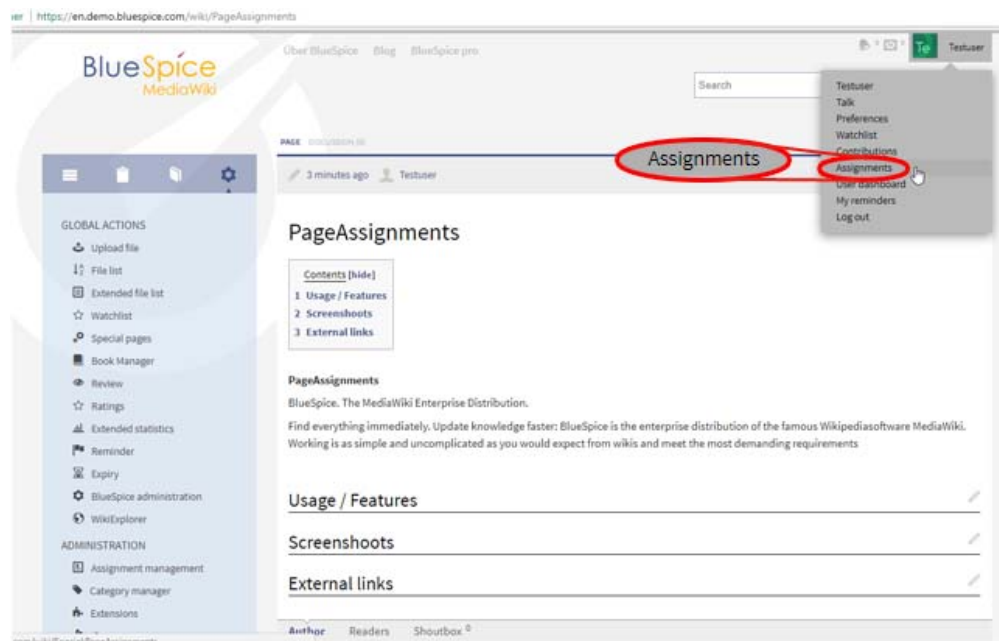 https://en.demo.bluespice.com/wiki/PageAssignments
BlueSpice
MediaWiki
Über BlueSpice Blog BlueSpice pro
Te Testuser
Search
Testuser
Talk
Preferences
Watchlist
Contributions
Assignments
Assignments
User dashboard
My reminders
Log out
PAGE DISCUSSION (0)
3 minutes ago Testuser
GLOBAL ACTIONS
Upload file
File list
Extended file list
Watchlist
Special pages
Book Manager
Review
Ratings
Extended statistics
Reminder
Expiry
BlueSpice administration
WikiExplorer
ADMINISTRATION
Assignment management
Category manager
Extensions
PageAssignments
Contents [hide]
1 Usage / Features
2 Screenshoots
3 External links
PageAssignments
BlueSpice. The MediaWiki Enterprise Distribution.
Find everything immediately. Update knowledge faster: BlueSpice is the enterprise distribution of the famous Wikipediasoftware MediaWiki.
Working is as simple and uncomplicated as you would expect from wikis and meet the most demanding requirements
Usage / Features
Screenshoots
External links
Author Readers Shoutbox 0